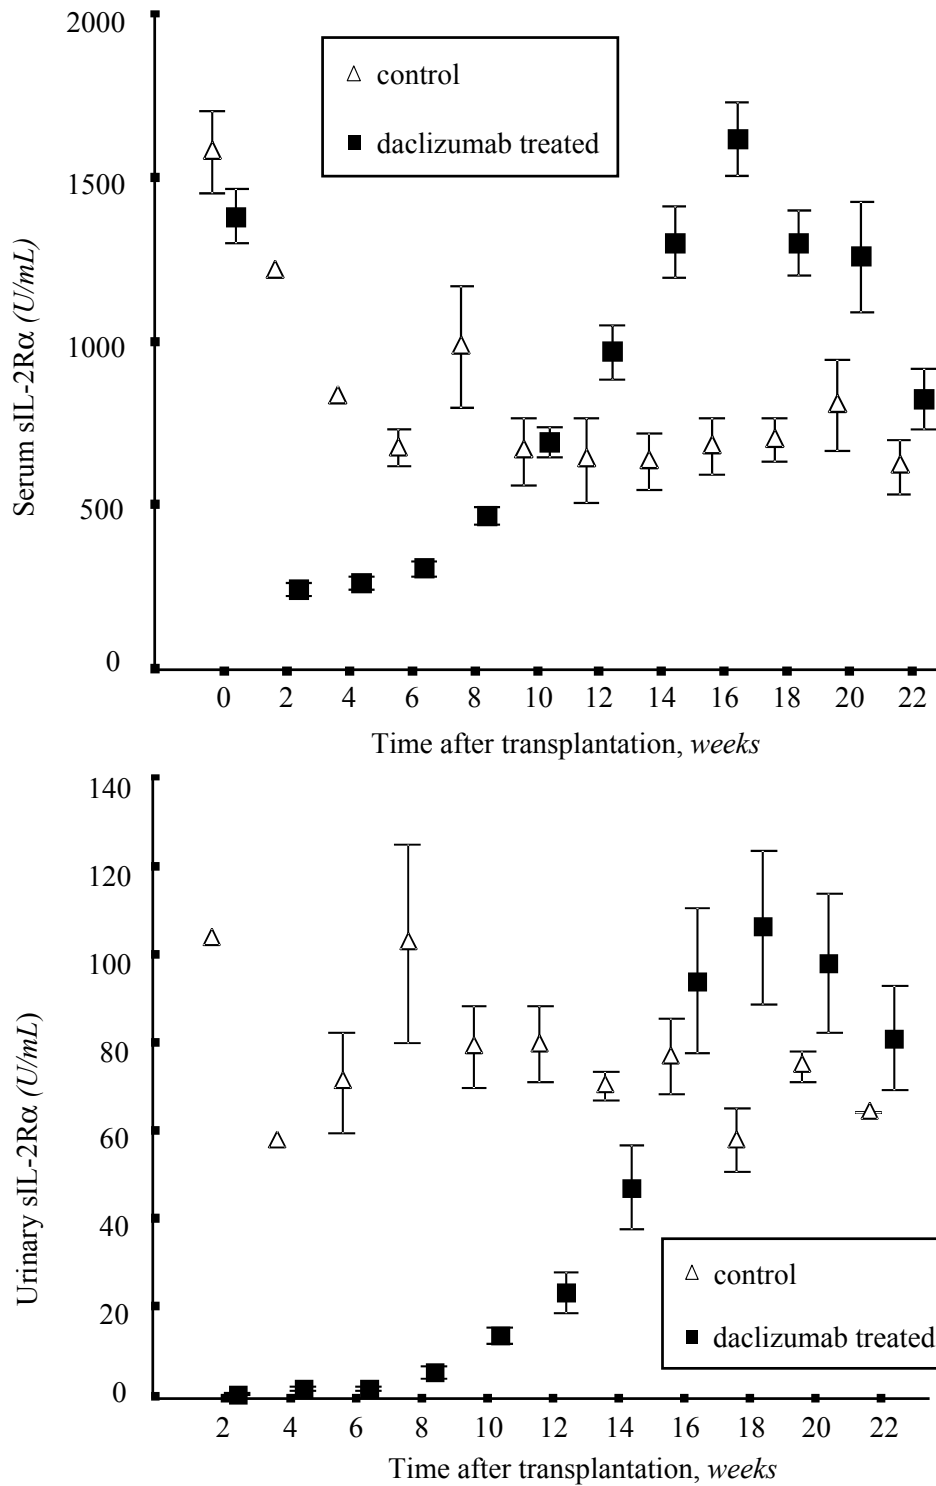 2000
control
daclizumab treated
1500
1000
500
0
Serum sIL-2Rα (U/mL)
0 2 4 6 8 10 12 14 16 18 20 22
Time after transplantation, weeks
140
120
100
80
60
40
20
0
Urinary sIL-2Rα (U/mL)
control
daclizumab treated
2 4 6 8 10 12 14 16 18 20 22
Time after transplantation, weeks